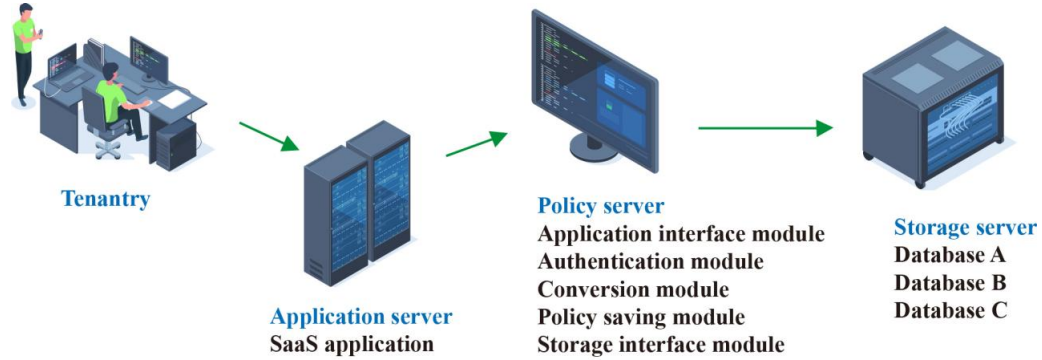 Tenantry
Application server
SaaS application
Policy server
Application interface module
Authentication module
Conversion module
Policy saving module
Storage interface module
Storage server
Database A
Database B
Database C